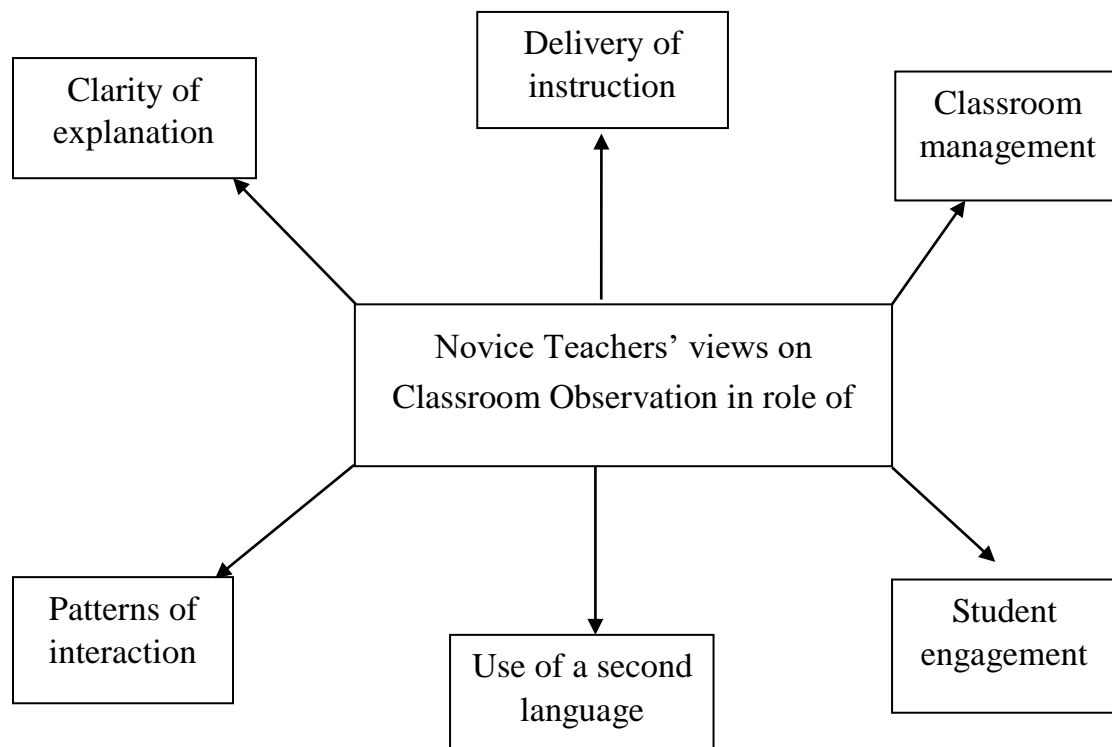 Delivery of
instruction
Clarity of
explanation
Classroom
management
Novice Teachers’ views on
Classroom Observation in role of
Patterns of
interaction
Use of a second
language
Student
engagement